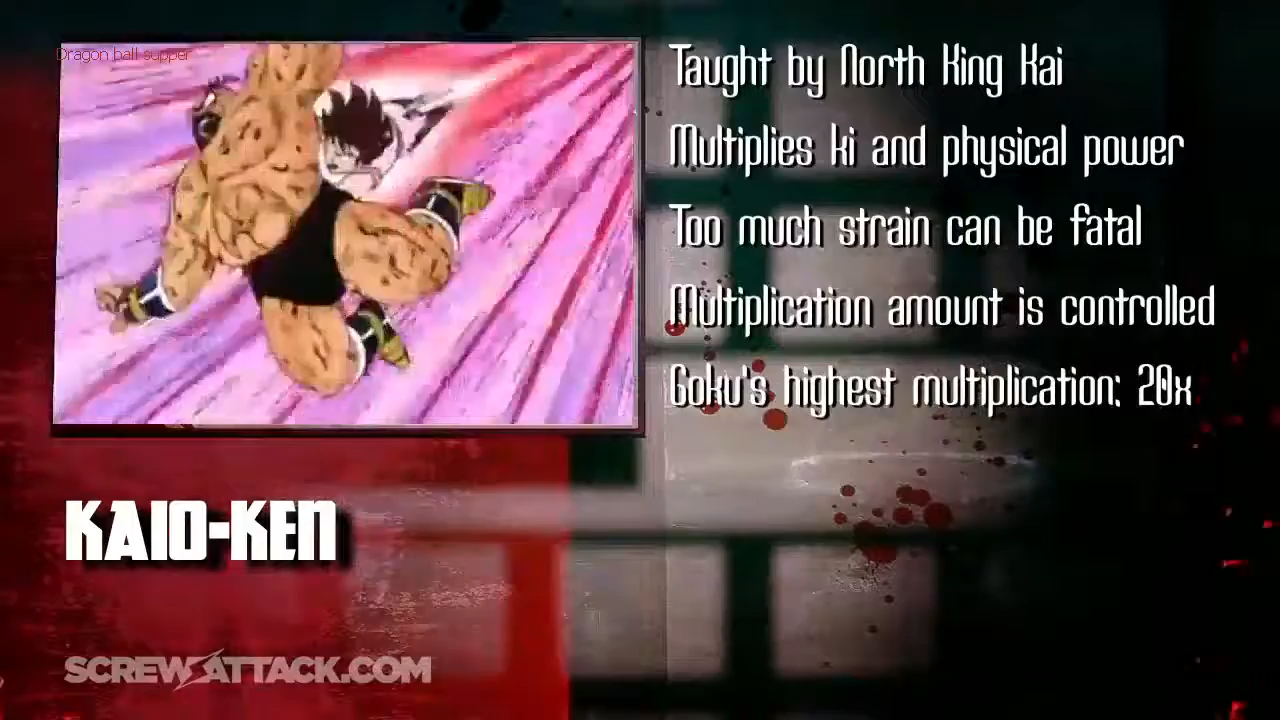 Dragon ball supper
Taught by North King Kai
Multiplies ki and physical power
Too much strain can be fatal
Multiplication amount is controlled
Goku's highest multiplication: 20x
KAIO-KEN
SCREWATTACK.COM